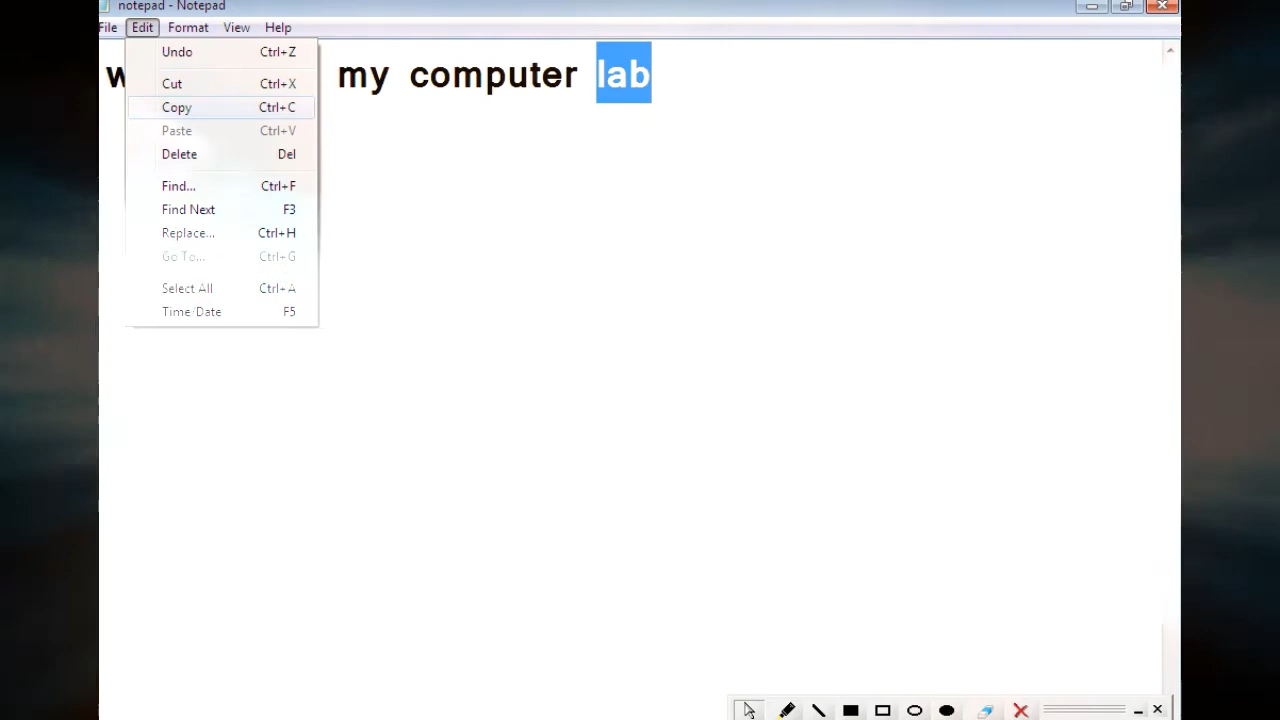 notepad - Notepad
File Edit Format View Help
my computer lab
Undo Ctrl+Z
Cut Ctrl+X
Copy Ctrl+C
Paste Ctrl+V
Delete Del
Find... Ctrl+F
Find Next F3
Replace... Ctrl+H
Go To... Ctrl+G
Select All Ctrl+A
Time/Date F5